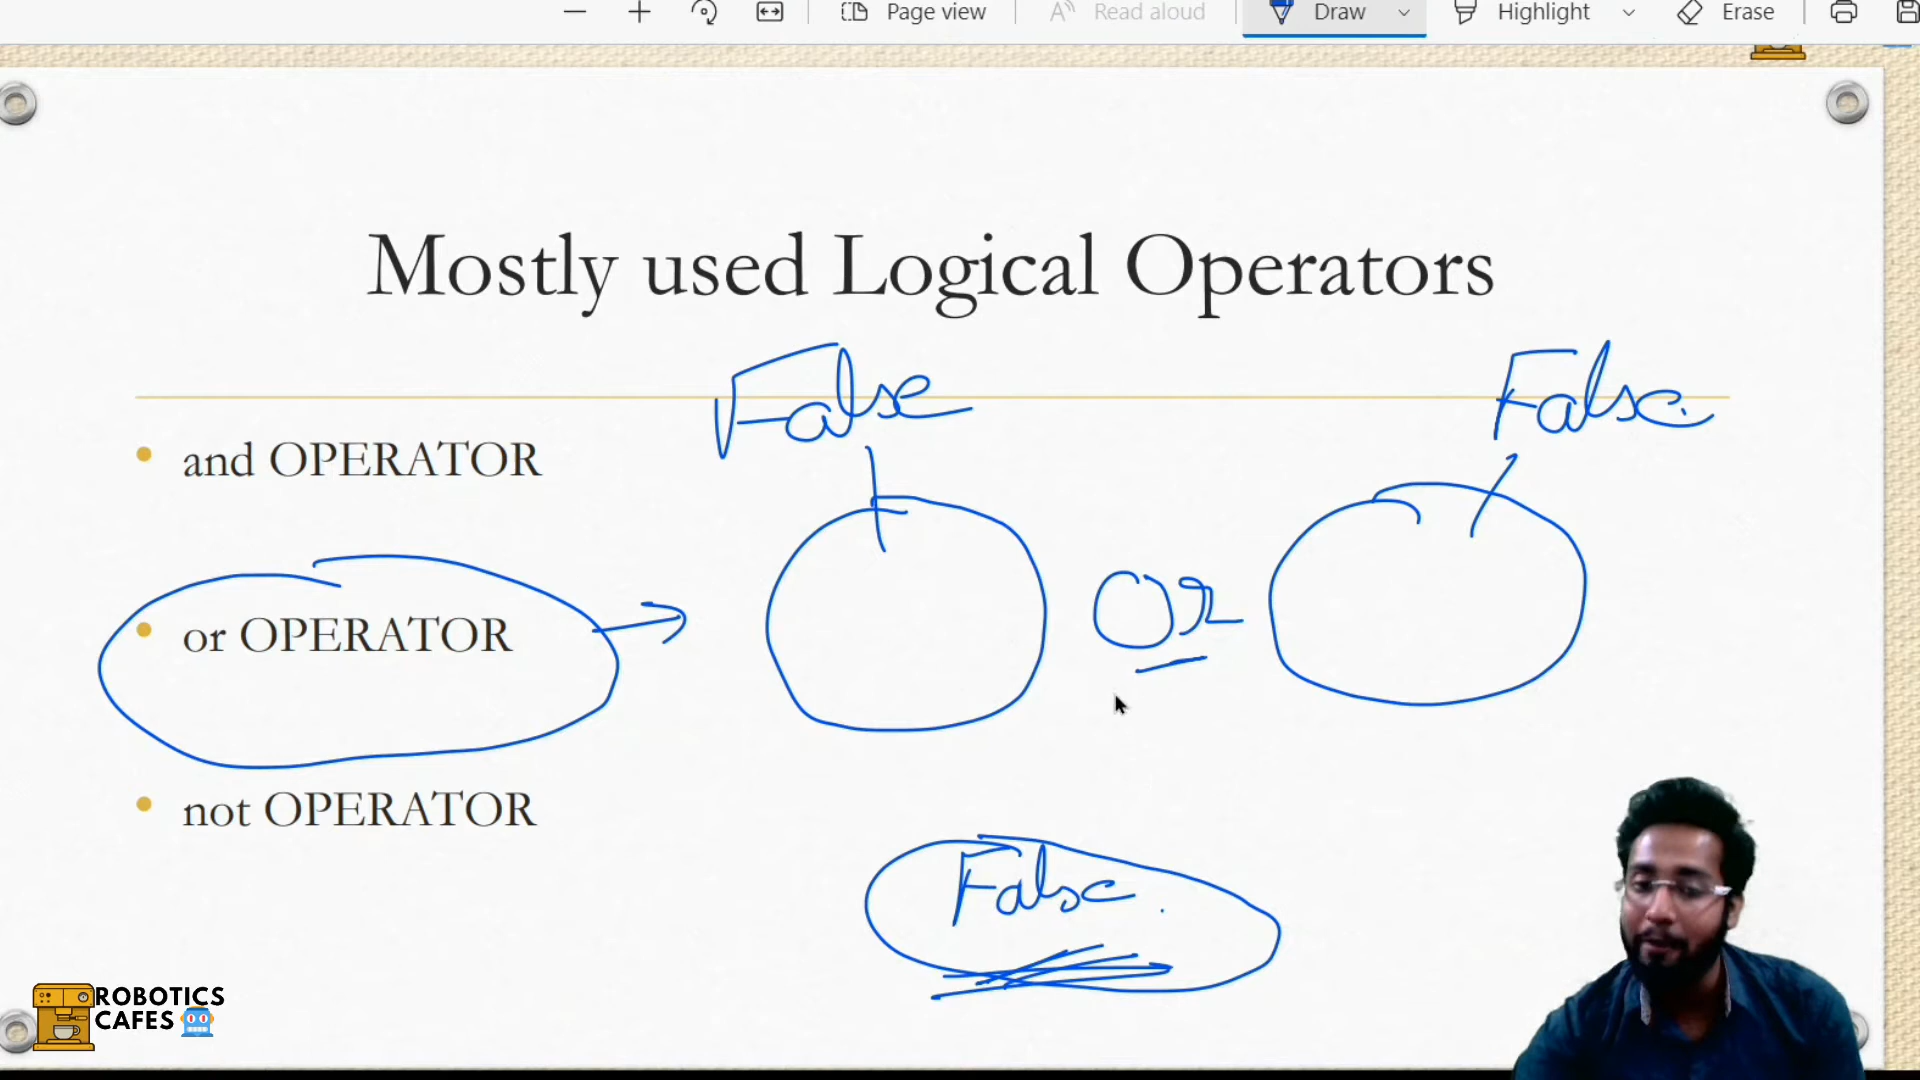 Page view
Read aloud
Draw
Highlight
Erase
Mostly used Logical Operators
False
False.
and OPERATOR
or
or OPERATOR
not OPERATOR
False.
ROBOTICS
CAFES